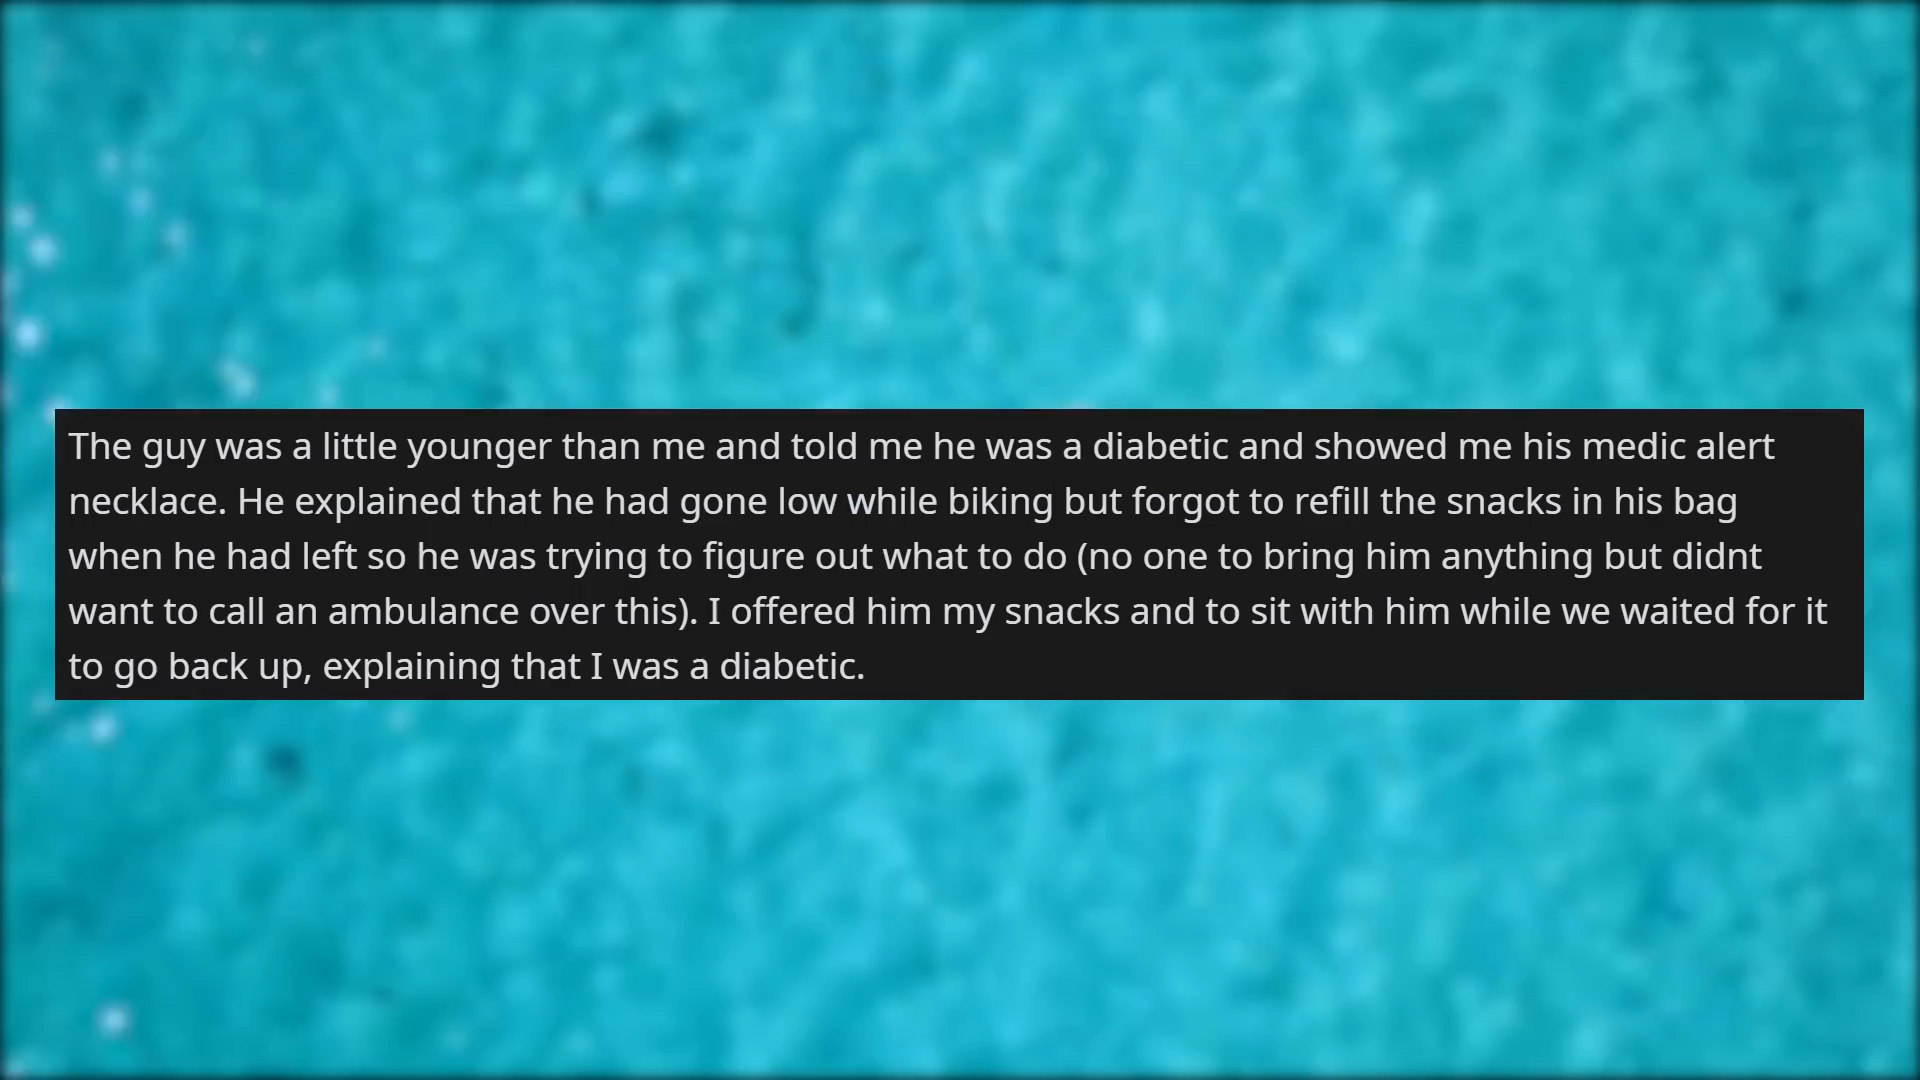 The guy was a little younger than me and told me he was a diabetic and showed me his medic alert
necklace. He explained that he had gone low while biking but forgot to refill the snacks in his bag
when he had left so he was trying to figure out what to do (no one to bring him anything but didnt
want to call an ambulance over this). I offered him my snacks and to sit with him while we waited for it
to go back up, explaining that I was a diabetic.